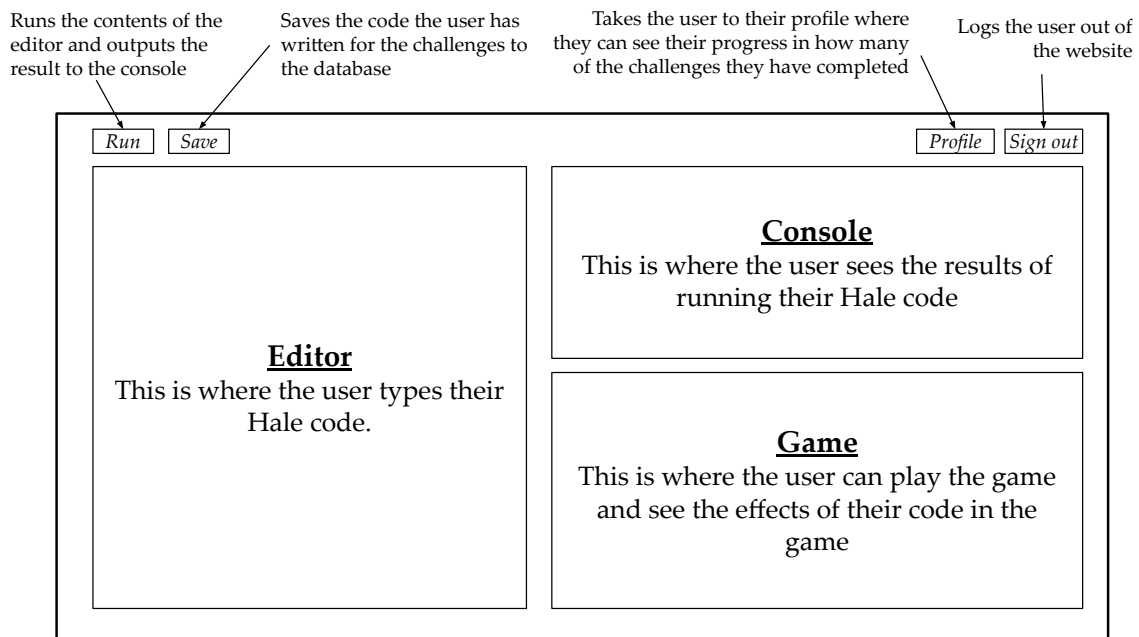 Runs the contents of the
editor and outputs the
result to the console
Saves the code the user has
written for the challenges to
the database
Takes the user to their profile where
they can see their progress in how many
of the challenges they have completed
Logs the user out of
the website
Run
Save
Profile
Sign out
Editor
This is where the user types their
Hale code.
Console
This is where the user sees the results of
running their Hale code
Game
This is where the user can play the game
and see the effects of their code in the
game